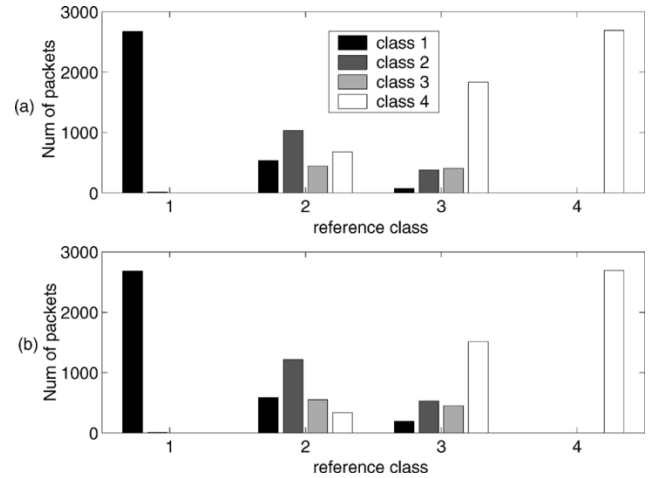 3000
2000
1000
0
Num of packets
(a)
class 1
class 2
class 3
class 4
1 2 3 4
reference class
3000
2000
1000
0
Num of packets
(b)
1 2 3 4
reference class